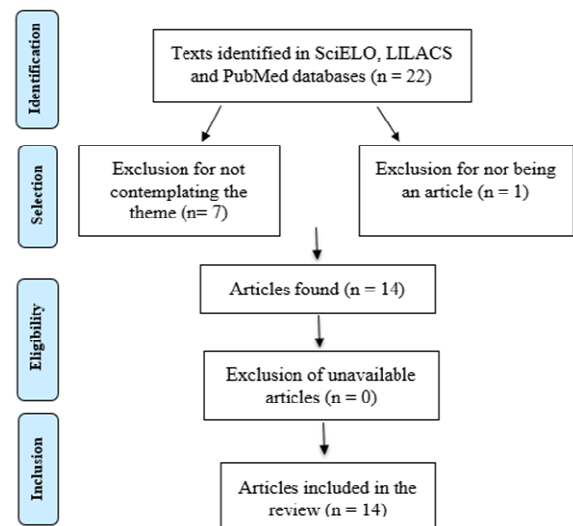 Identification
Texts identified in SciELO, LILACS
and PubMed databases (n = 22)
Selection
Exclusion for not
contemplating the
theme (n= 7)
Exclusion for nor being
an article (n = 1)
Eligibility
Articles found (n = 14)
Exclusion of unavailable
articles (n = 0)
Inclusion
Articles included in the
review (n = 14)